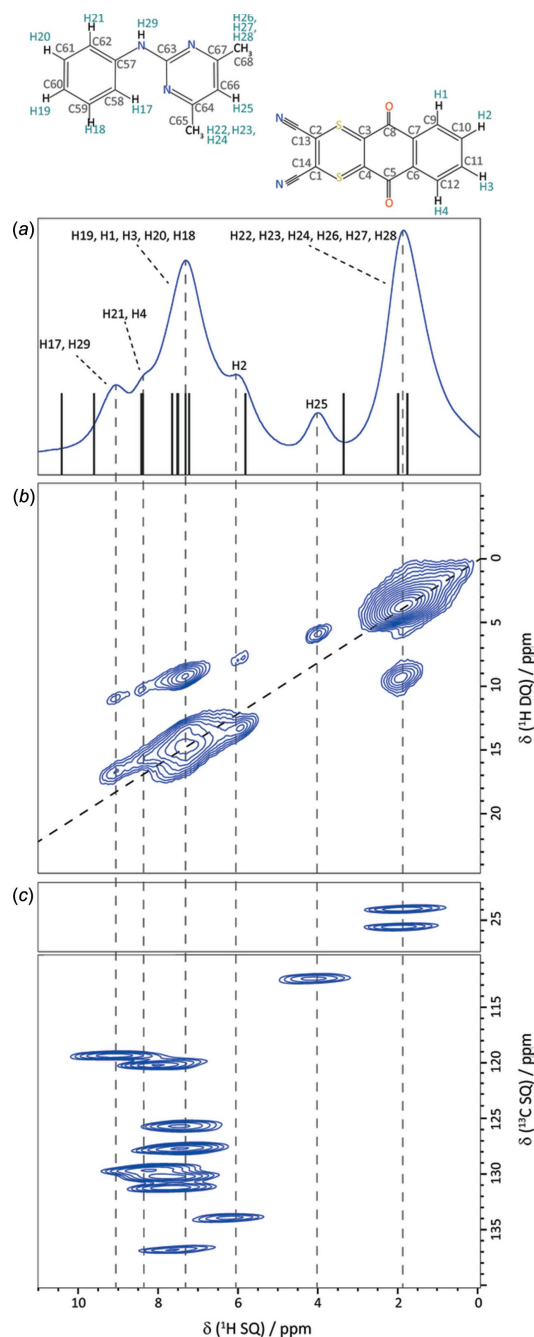 H29
H26,
H27,
H28
H21
H
H20
H
H
N
C61
C62
C63
N
C67
CH₃
C68
C57
C60
N
C66
H
H19
H
C58
C59
H
H17
C64
H25
H
H18
C65
CH₃
H22, H23,
H24
O
H1
H
N
C13
C2
S
C3
C8
C7
C9
C10
H
H2
C14
C1
S
C4
C5
C6
C11
C12
H
H3
N
O
H
H4
(a)
H19, H1, H3, H20, H18
H22, H23, H24, H26, H27, H28
H21, H4
H17, H29
H2
H25
(b)
0
5
10
15
20
δ (¹H DQ) / ppm
(c)
25
115
120
125
130
135
δ (¹³C SQ) / ppm
10
8
6
4
2
0
δ (¹H SQ) / ppm